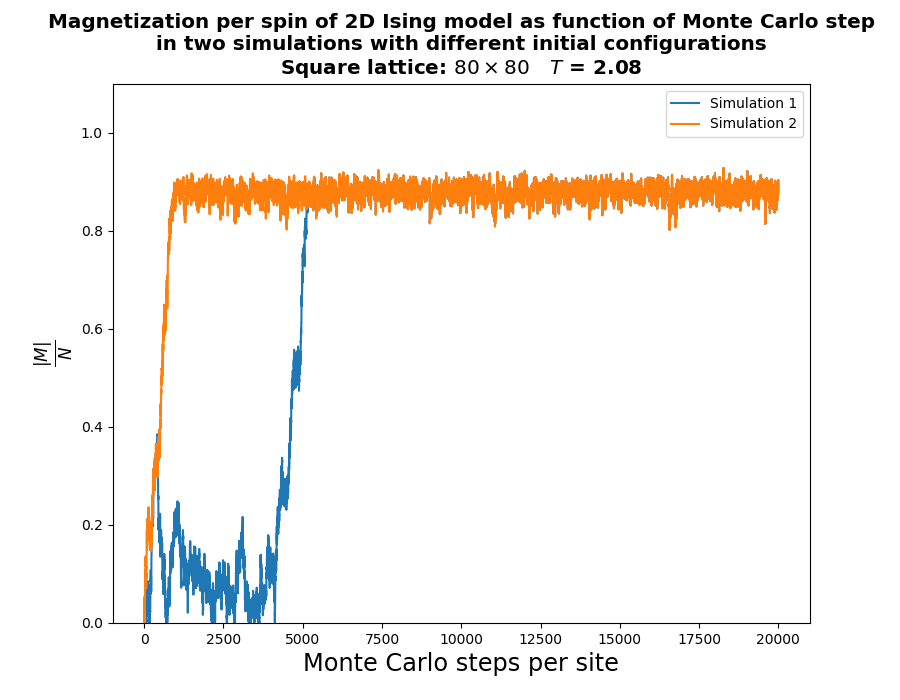 Magnetization per spin of 2D Ising model as function of Monte Carlo step
in two simulations with different initial configurations
Square lattice: 80 × 80 T = 2.08
Simulation 1
Simulation 2
1.0
0.8
0.6
0.4
0.2
0.0
|M|
N
0 2500 5000 7500 10000 12500 15000 17500 20000
Monte Carlo steps per site